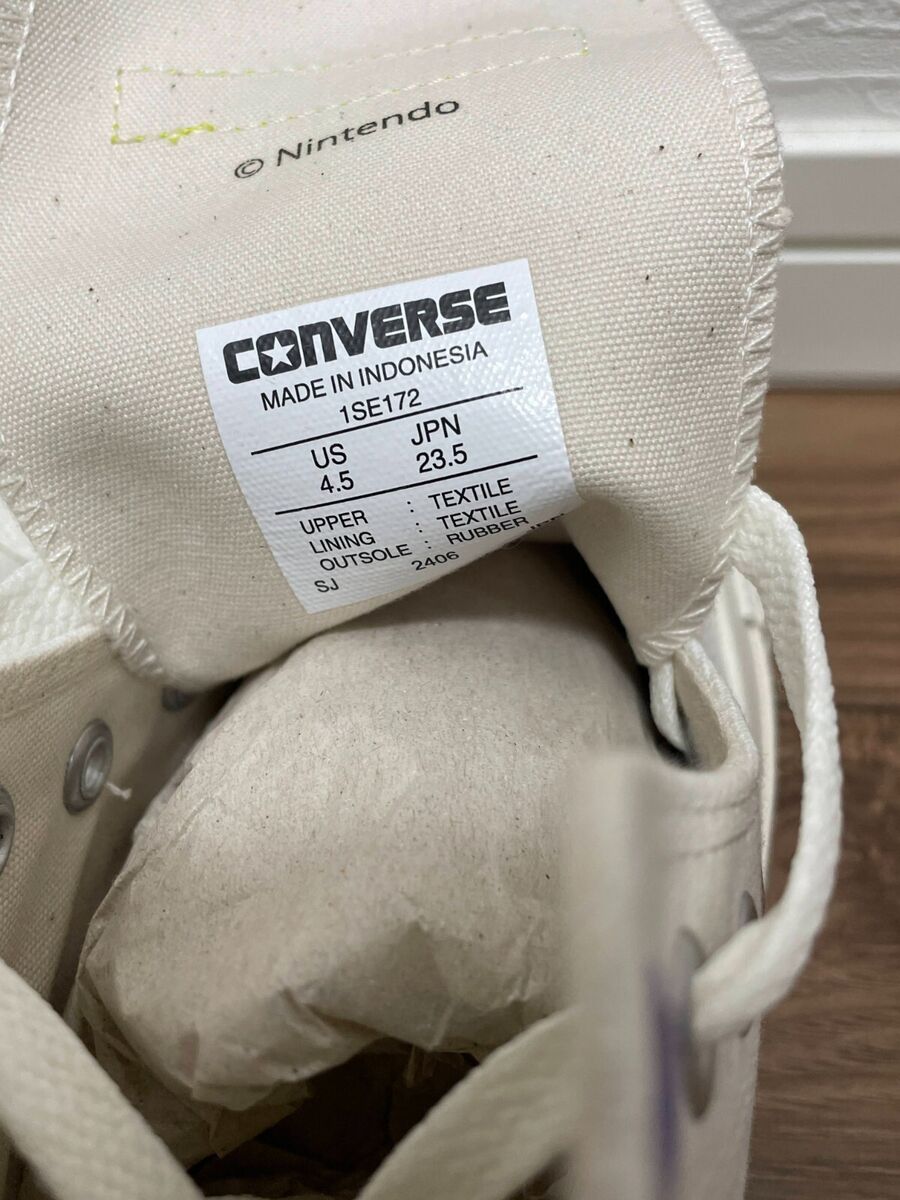 © Nintendo
CONVERSE
MADE IN INDONESIA
1SE172
US JPN
4.5 23.5
UPPER : TEXTILE
LINING : TEXTILE
OUTSOLE : RUBBER
SJ 2406